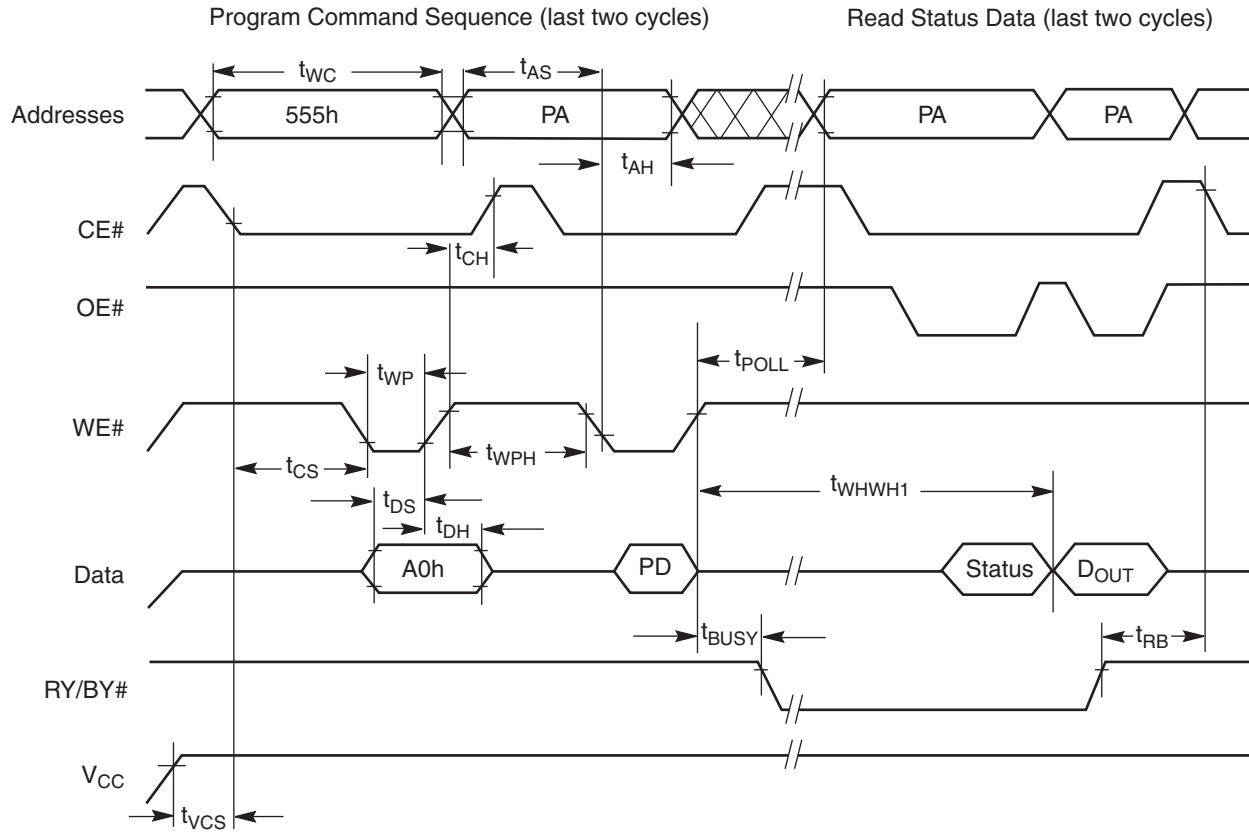 Program Command Sequence (last two cycles)    Read Status Data (last two cycles)
tWC    tAS
Addresses    555h    PA    PA    PA
tAH
CE#
tCH
OE#
tPOLL
tWP
WE#
tWPH
tCS    tWHWH1
tDS
tDH
Data    A0h    PD    Status    DOUT
tBUSY    tRB
RY/BY#
VCC
tVCS